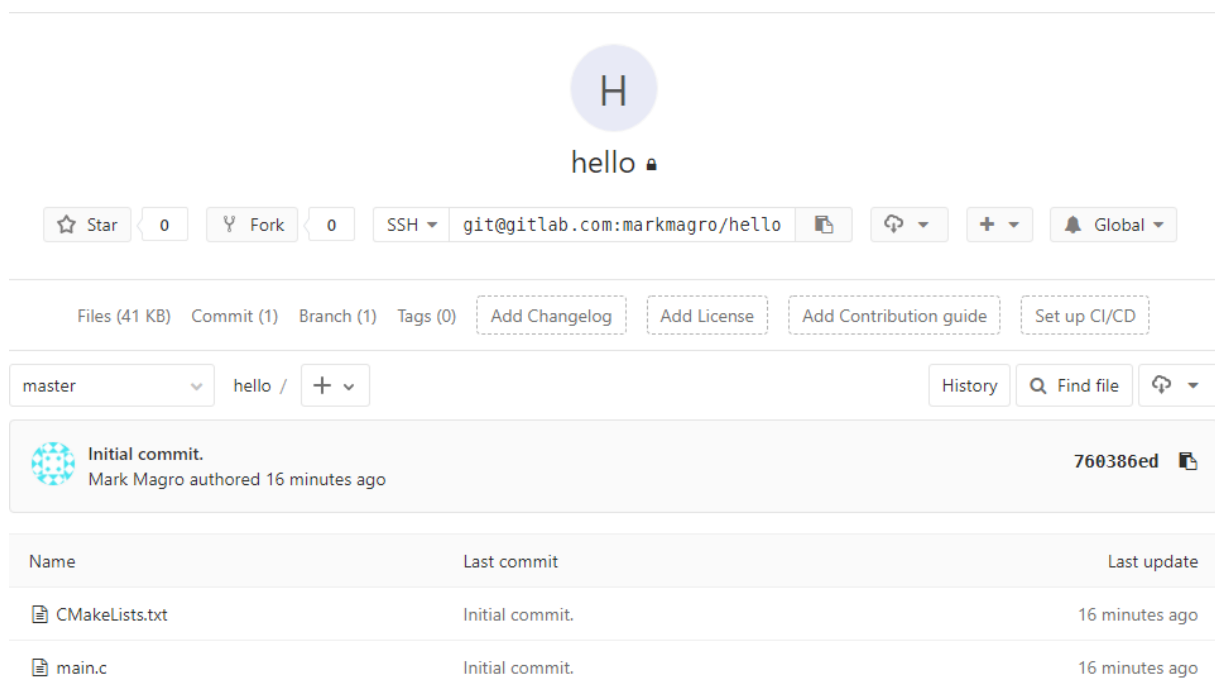 H
hello
Star 0 Fork 0 SSH git@gitlab.com:markmagro/hello Global
Files (41 KB) Commit (1) Branch (1) Tags (0) Add Changelog Add License Add Contribution guide Set up CI/CD
master hello / History Find file
Initial commit. 760386ed
Mark Magro authored 16 minutes ago
Name Last commit Last update
CMakeLists.txt Initial commit. 16 minutes ago
main.c Initial commit. 16 minutes ago